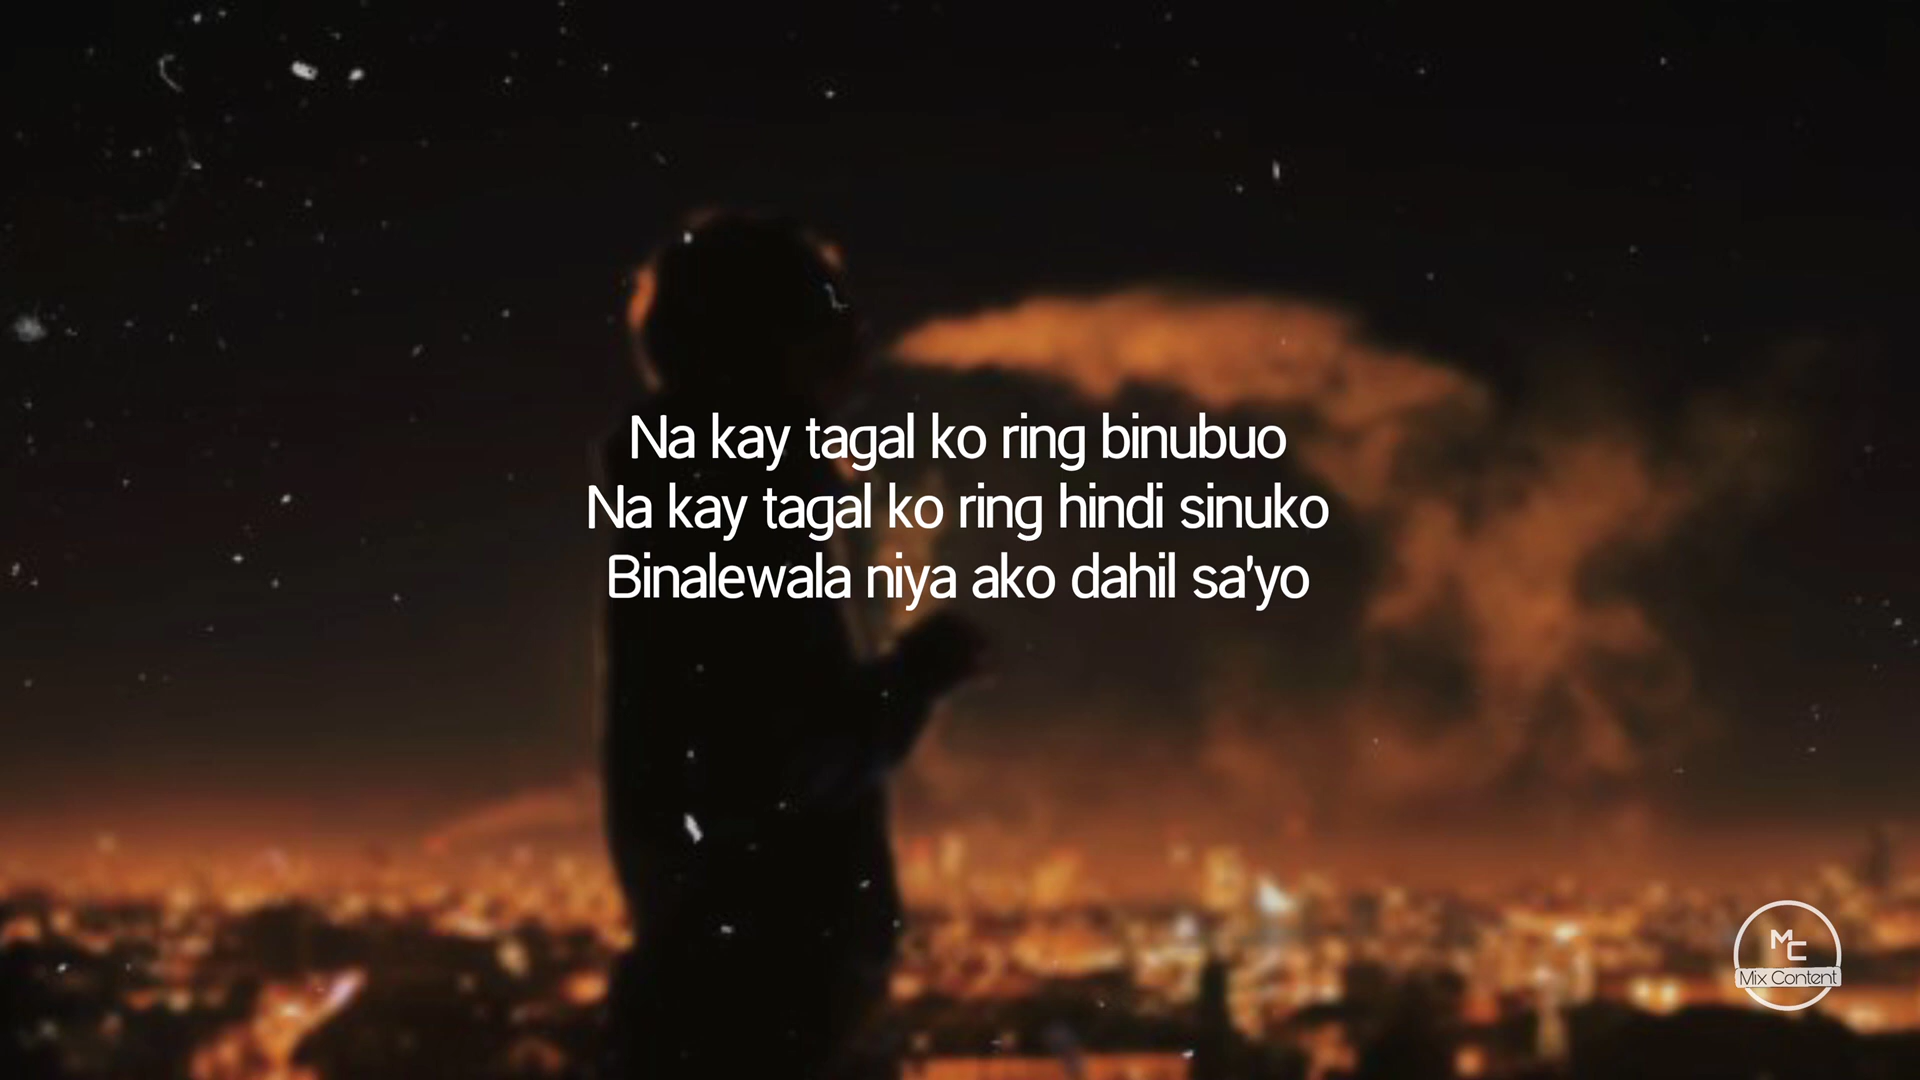 Na kay tagal ko ring binubuo
Na kay tagal ko ring hindi sinuko
Binalewala niya ako dahil sa'yo
MC
Mix Content